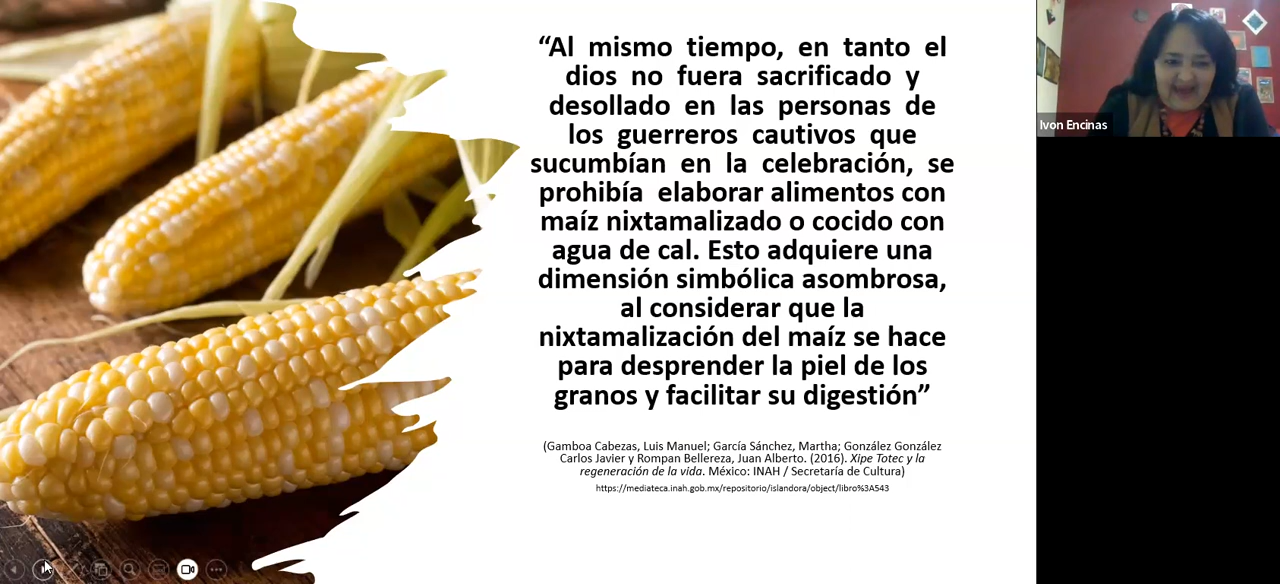 “Al mismo tiempo, en tanto el
dios no fuera sacrificado y
desollado en las personas de
los guerreros cautivos que
sucumbían en la celebración, se
prohibía elaborar alimentos con
maíz nixtamalizado o cocido con
agua de cal. Esto adquiere una
dimensión simbólica asombrosa,
al considerar que la
nixtamalización del maíz se hace
para desprender la piel de los
granos y facilitar su digestión”
(Gamboa Cabezas, Luis Manuel; García Sánchez, Martha; González González
Carlos Javier y Rompan Bellereza, Juan Alberto. (2016). Xipe Totec y la
regeneración de la vida. México: INAH / Secretaría de Cultura)
https://mediateca.inah.gob.mx/repositorio/islandora/object/libro%3A543
Ivon Encinas